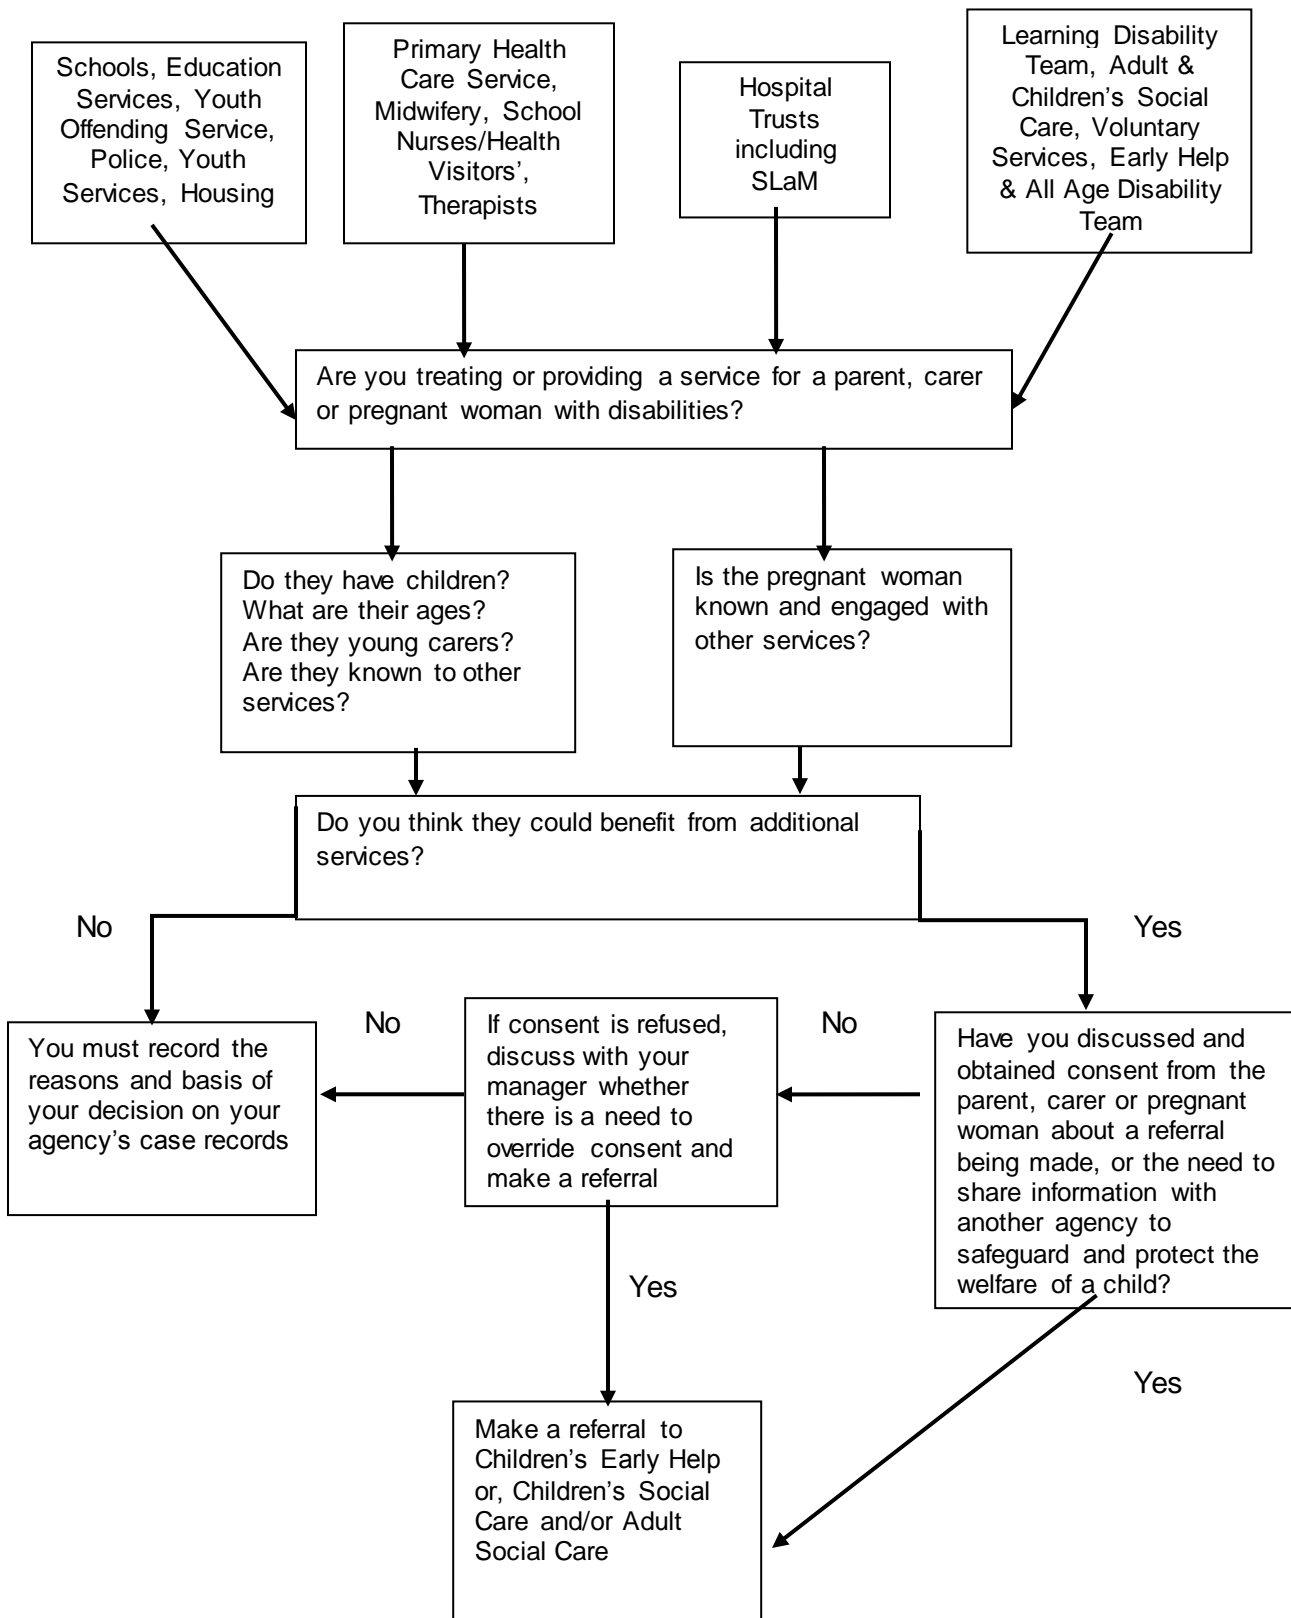 Schools, Education
Services, Youth
Offending Service,
Police, Youth
Services, Housing
Primary Health
Care Service,
Midwifery, School
Nurses/Health
Visitors’,
Therapists
Hospital
Trusts
including
SLaM
Learning Disability
Team, Adult &
Children’s Social
Care, Voluntary
Services, Early Help
& All Age Disability
Team
Are you treating or providing a service for a parent, carer
or pregnant woman with disabilities?
Do they have children?
What are their ages?
Are they young carers?
Are they known to other
services?
Is the pregnant woman
known and engaged with
other services?
Do you think they could benefit from additional
services?
No
Yes
You must record the
reasons and basis of
your decision on your
agency’s case records
No
If consent is refused,
discuss with your
manager whether
there is a need to
override consent and
make a referral
No
Have you discussed and
obtained consent from the
parent, carer or pregnant
woman about a referral
being made, or the need to
share information with
another agency to
safeguard and protect the
welfare of a child?
Yes
Yes
Make a referral to
Children’s Early Help
or, Children’s Social
Care and/or Adult
Social Care